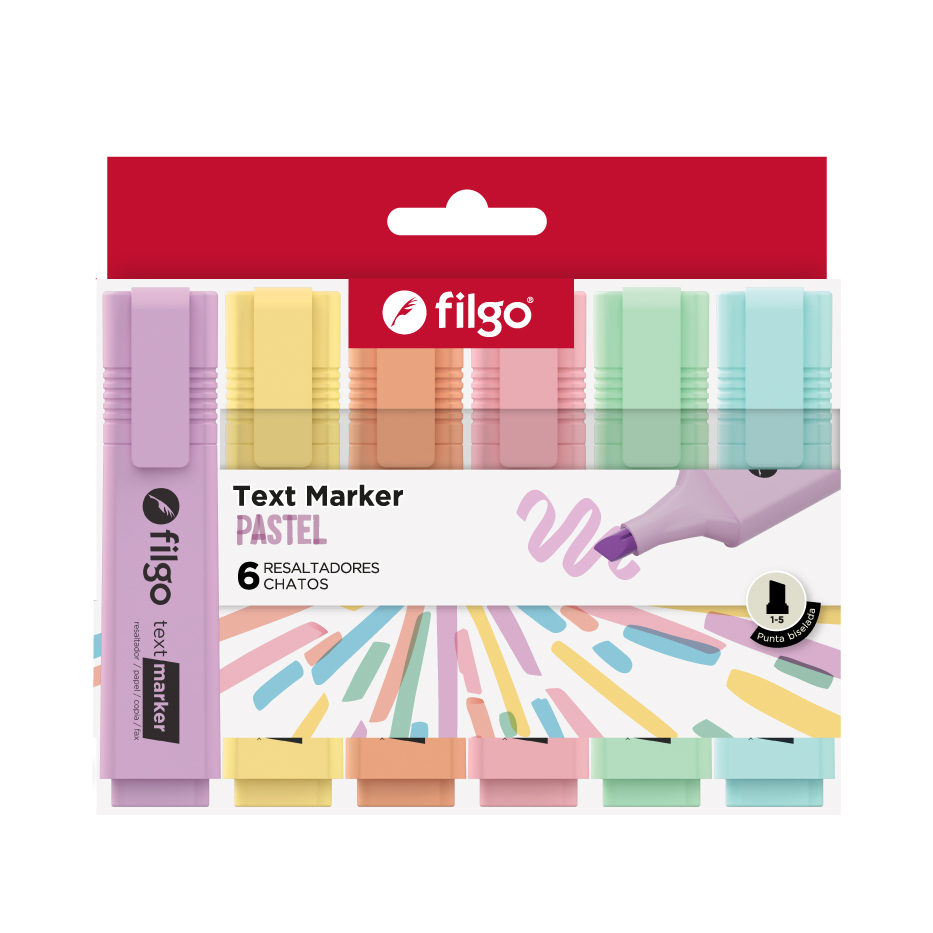 filgo®
Text Marker
PASTEL
6 RESALTADORES
CHATOS
1-5
Punta biselada
filgo
text marker
resaltador / papel / copia / fax